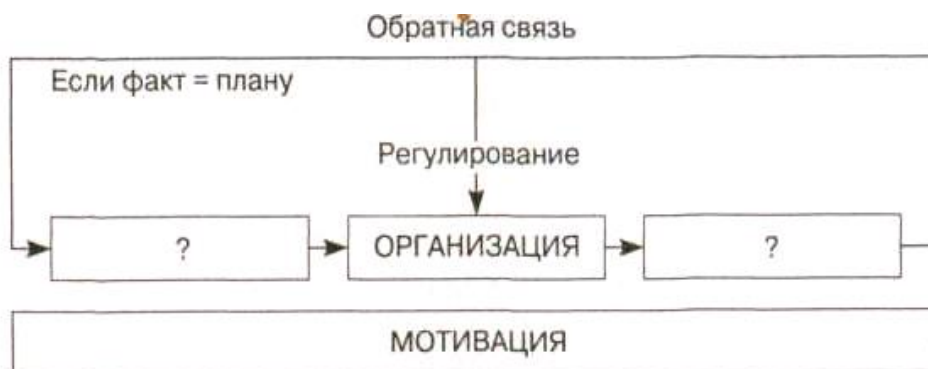 Обратная связь
Если факт = плану
Регулирование
?
ОРГАНИЗАЦИЯ
?
МОТИВАЦИЯ